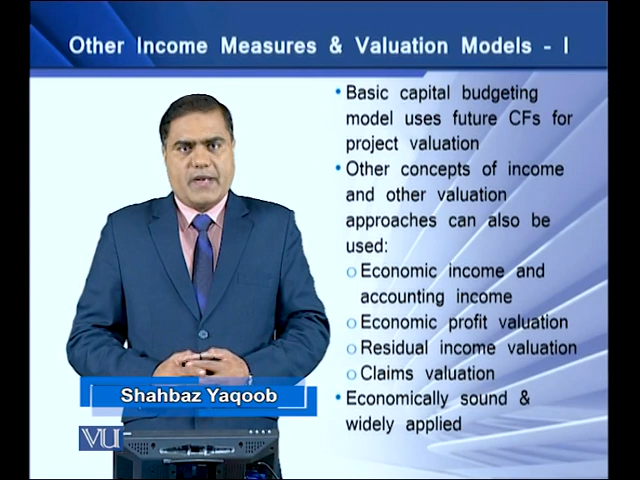 Other Income Measures & Valuation Models - I
• Basic capital budgeting
model uses future CFs for
project valuation
• Other concepts of income
and other valuation
approaches can also be
used:
o Economic income and
accounting income
o Economic profit valuation
o Residual income valuation
o Claims valuation
• Economically sound &
widely applied
Shahbaz Yaqoob
VU